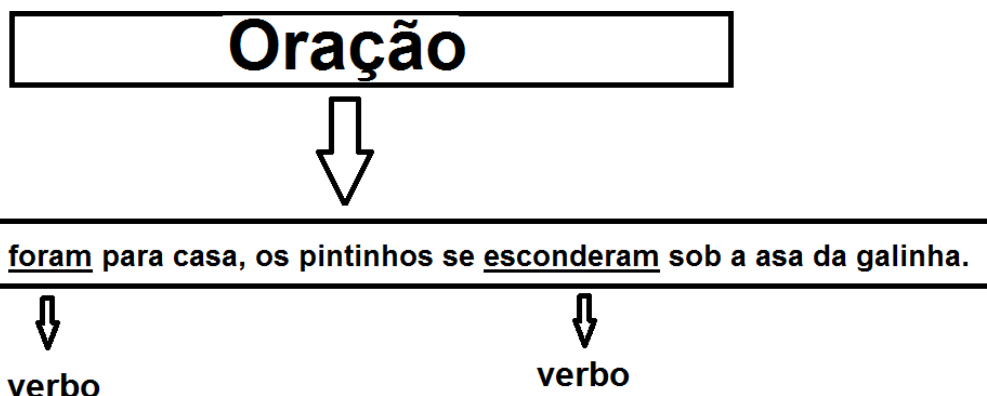 Oração
foram para casa, os pintinhos se esconderam sob a asa da galinha.
verbo
verbo